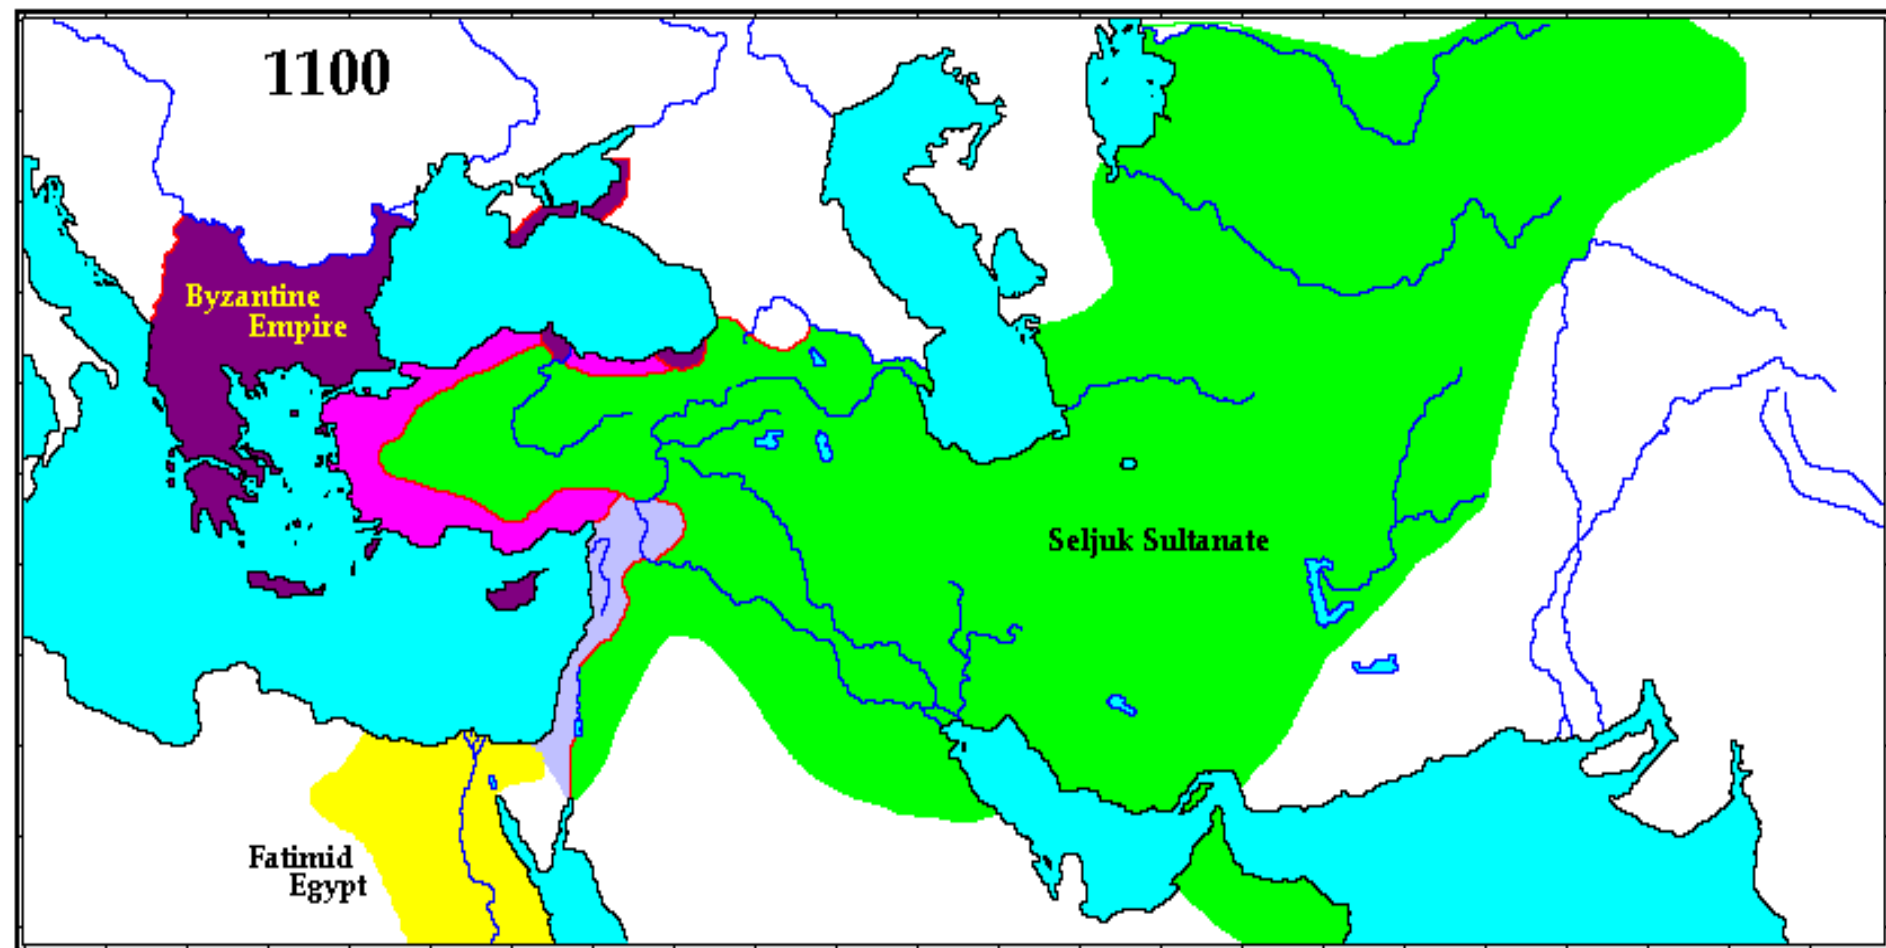 1100
Byzantine
Empire
Seljuk Sultanate
Fatimid
Egypt